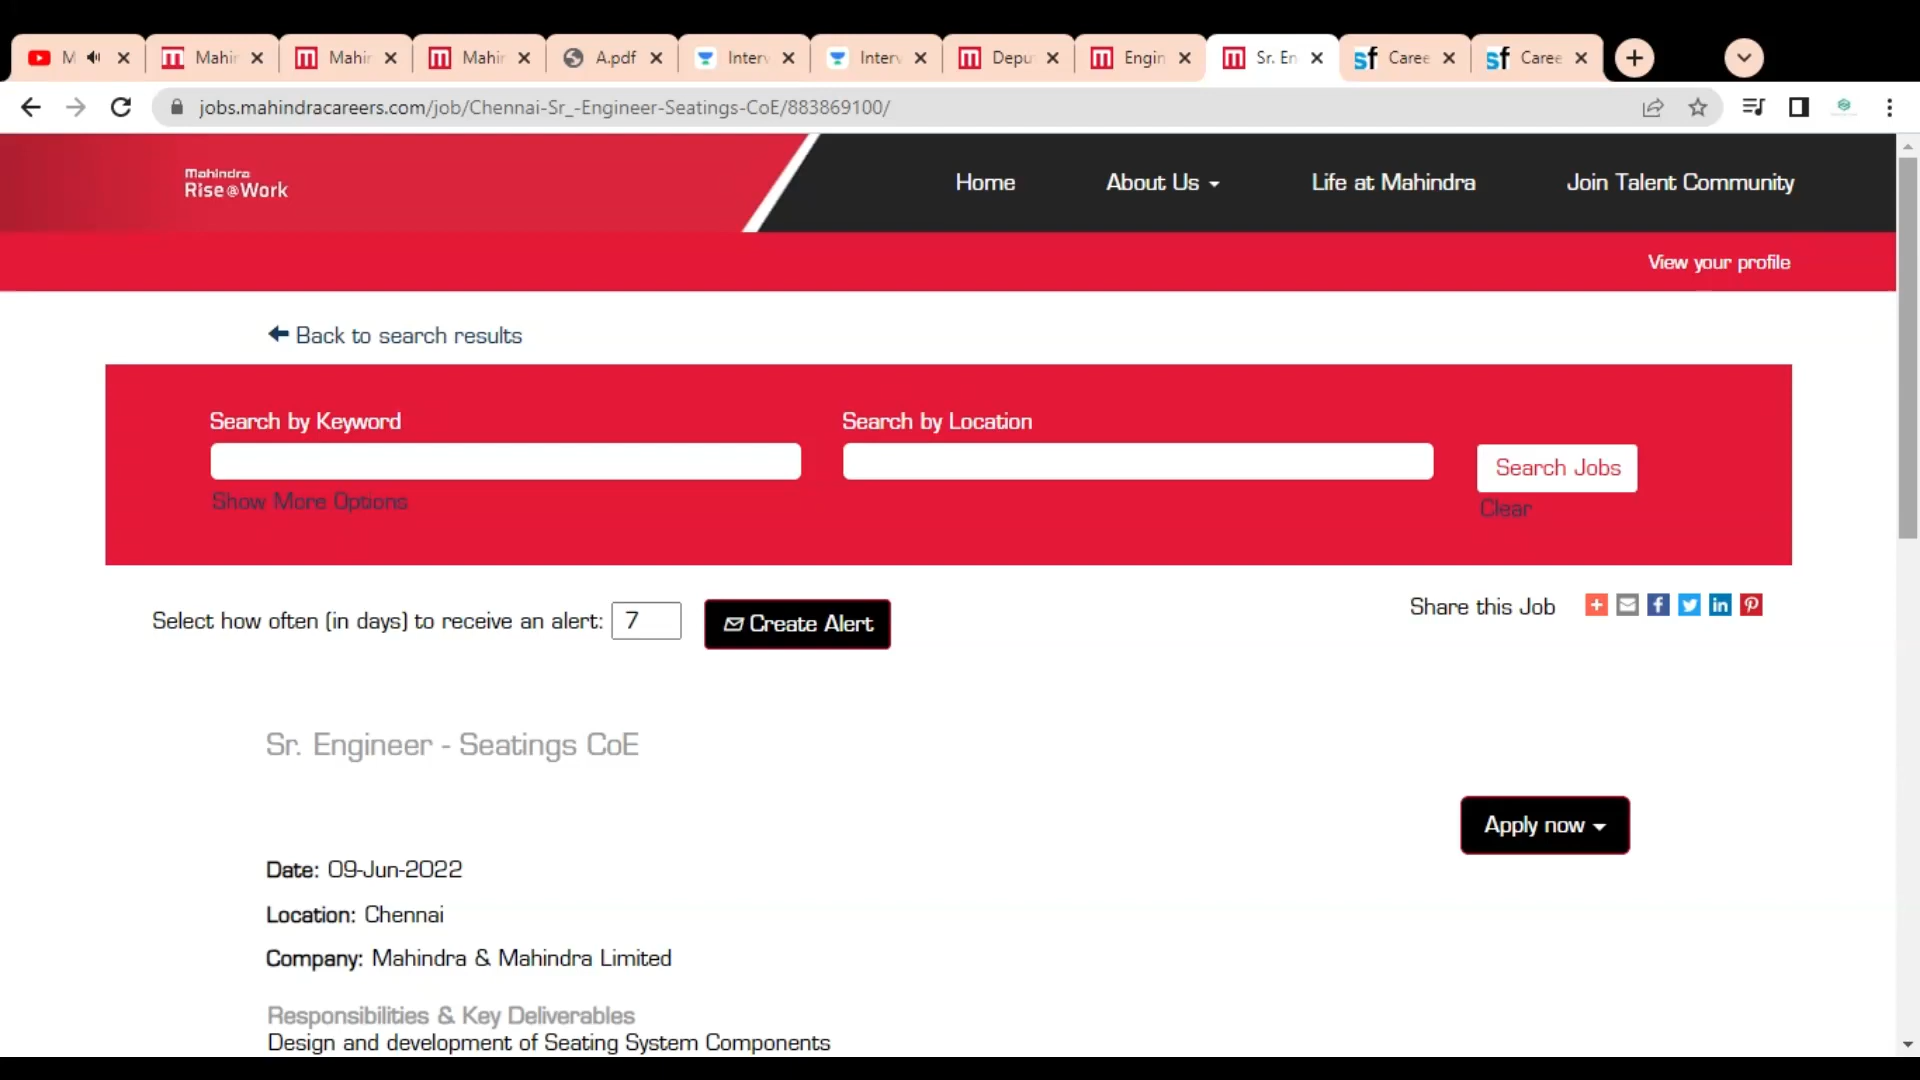 M
Mahir
Mahir
Mahir
A.pdf
Interv
Interv
Depu
Engin
Sr. En
sf Caree
sf Caree
jobs.mahindracareers.com/job/Chennai-Sr_-Engineer-Seatings-CoE/883869100/
Mahindra
Rise@Work
Home About Us Life at Mahindra Join Talent Community
View your profile
Back to search results
Search by Keyword Search by Location
Search Jobs
Show More Options
Clear
Select how often (in days) to receive an alert: 7 Create Alert
Share this Job
Sr. Engineer - Seatings CoE
Apply now
Date: 09-Jun-2022
Location: Chennai
Company: Mahindra & Mahindra Limited
Responsibilities & Key Deliverables
Design and development of Seating System Components